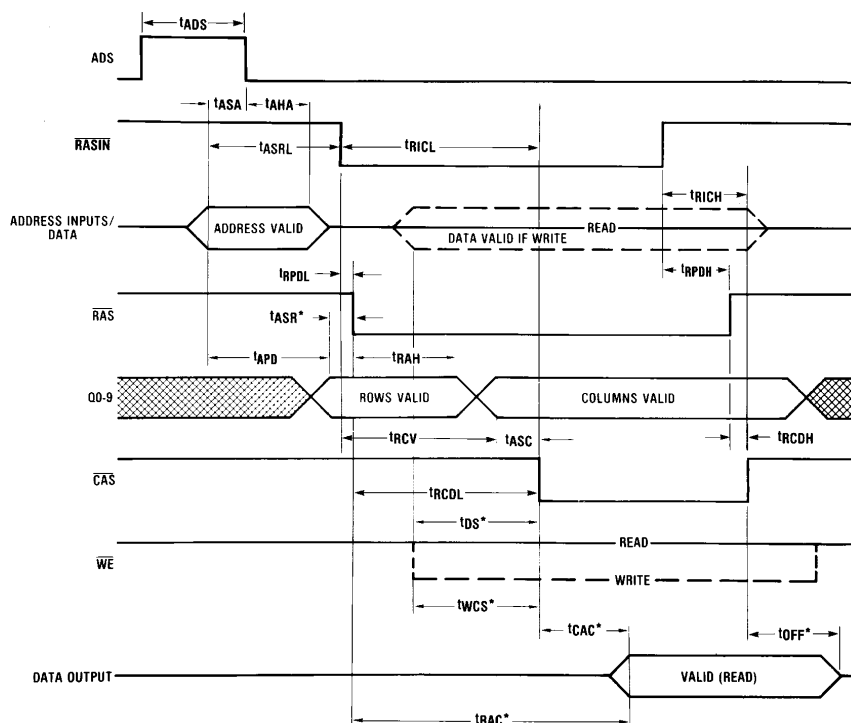 tADS
ADS
tASA tAHA
RASIN
tASRL
tRICL
tRICH
ADDRESS INPUTS/
DATA
ADDRESS VALID
READ
DATA VALID IF WRITE
tRPDL
tRPDH
RAS
tASR*
tAPD
tRAH
Q0-9
ROWS VALID
COLUMNS VALID
tRCV
tASC
tRCDH
CAS
tRCDL
tDS*
READ
WE
WRITE
tWCS*
tCAC*
tOFF*
DATA OUTPUT
VALID (READ)
tRAC*